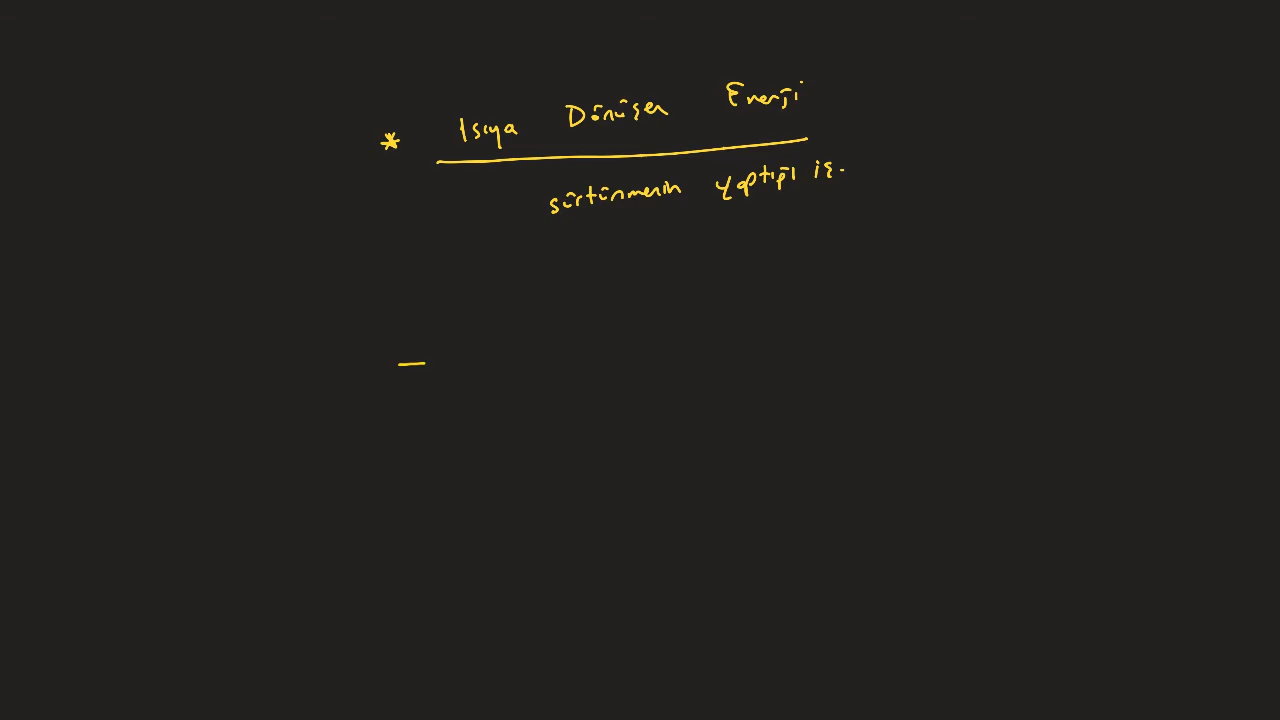 * Isıya Dönüşen Enerji
sürtünmenin yaptığı iş.
—